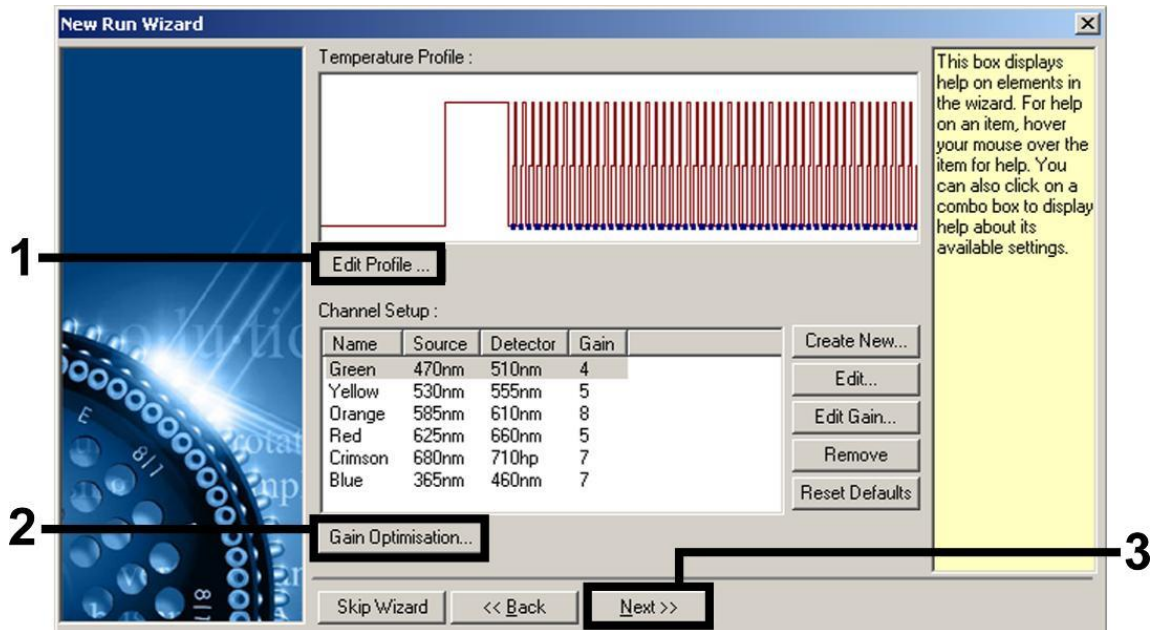 New Run Wizard
Temperature Profile :
This box displays
help on elements in
the wizard. For help
on an item, hover
your mouse over the
item for help. You
can also click on a
combo box to display
help about its
available settings.
1
Edit Profile ...
Channel Setup :
Name Source Detector Gain
Green 470nm 510nm 4
Yellow 530nm 555nm 5
Orange 585nm 610nm 8
Red 625nm 660nm 5
Crimson 680nm 710hp 7
Blue 365nm 460nm 7
Create New...
Edit...
Edit Gain...
Remove
Reset Defaults
2
Gain Optimisation...
3
Skip Wizard
<< Back
Next >>
E
8|1
8|1